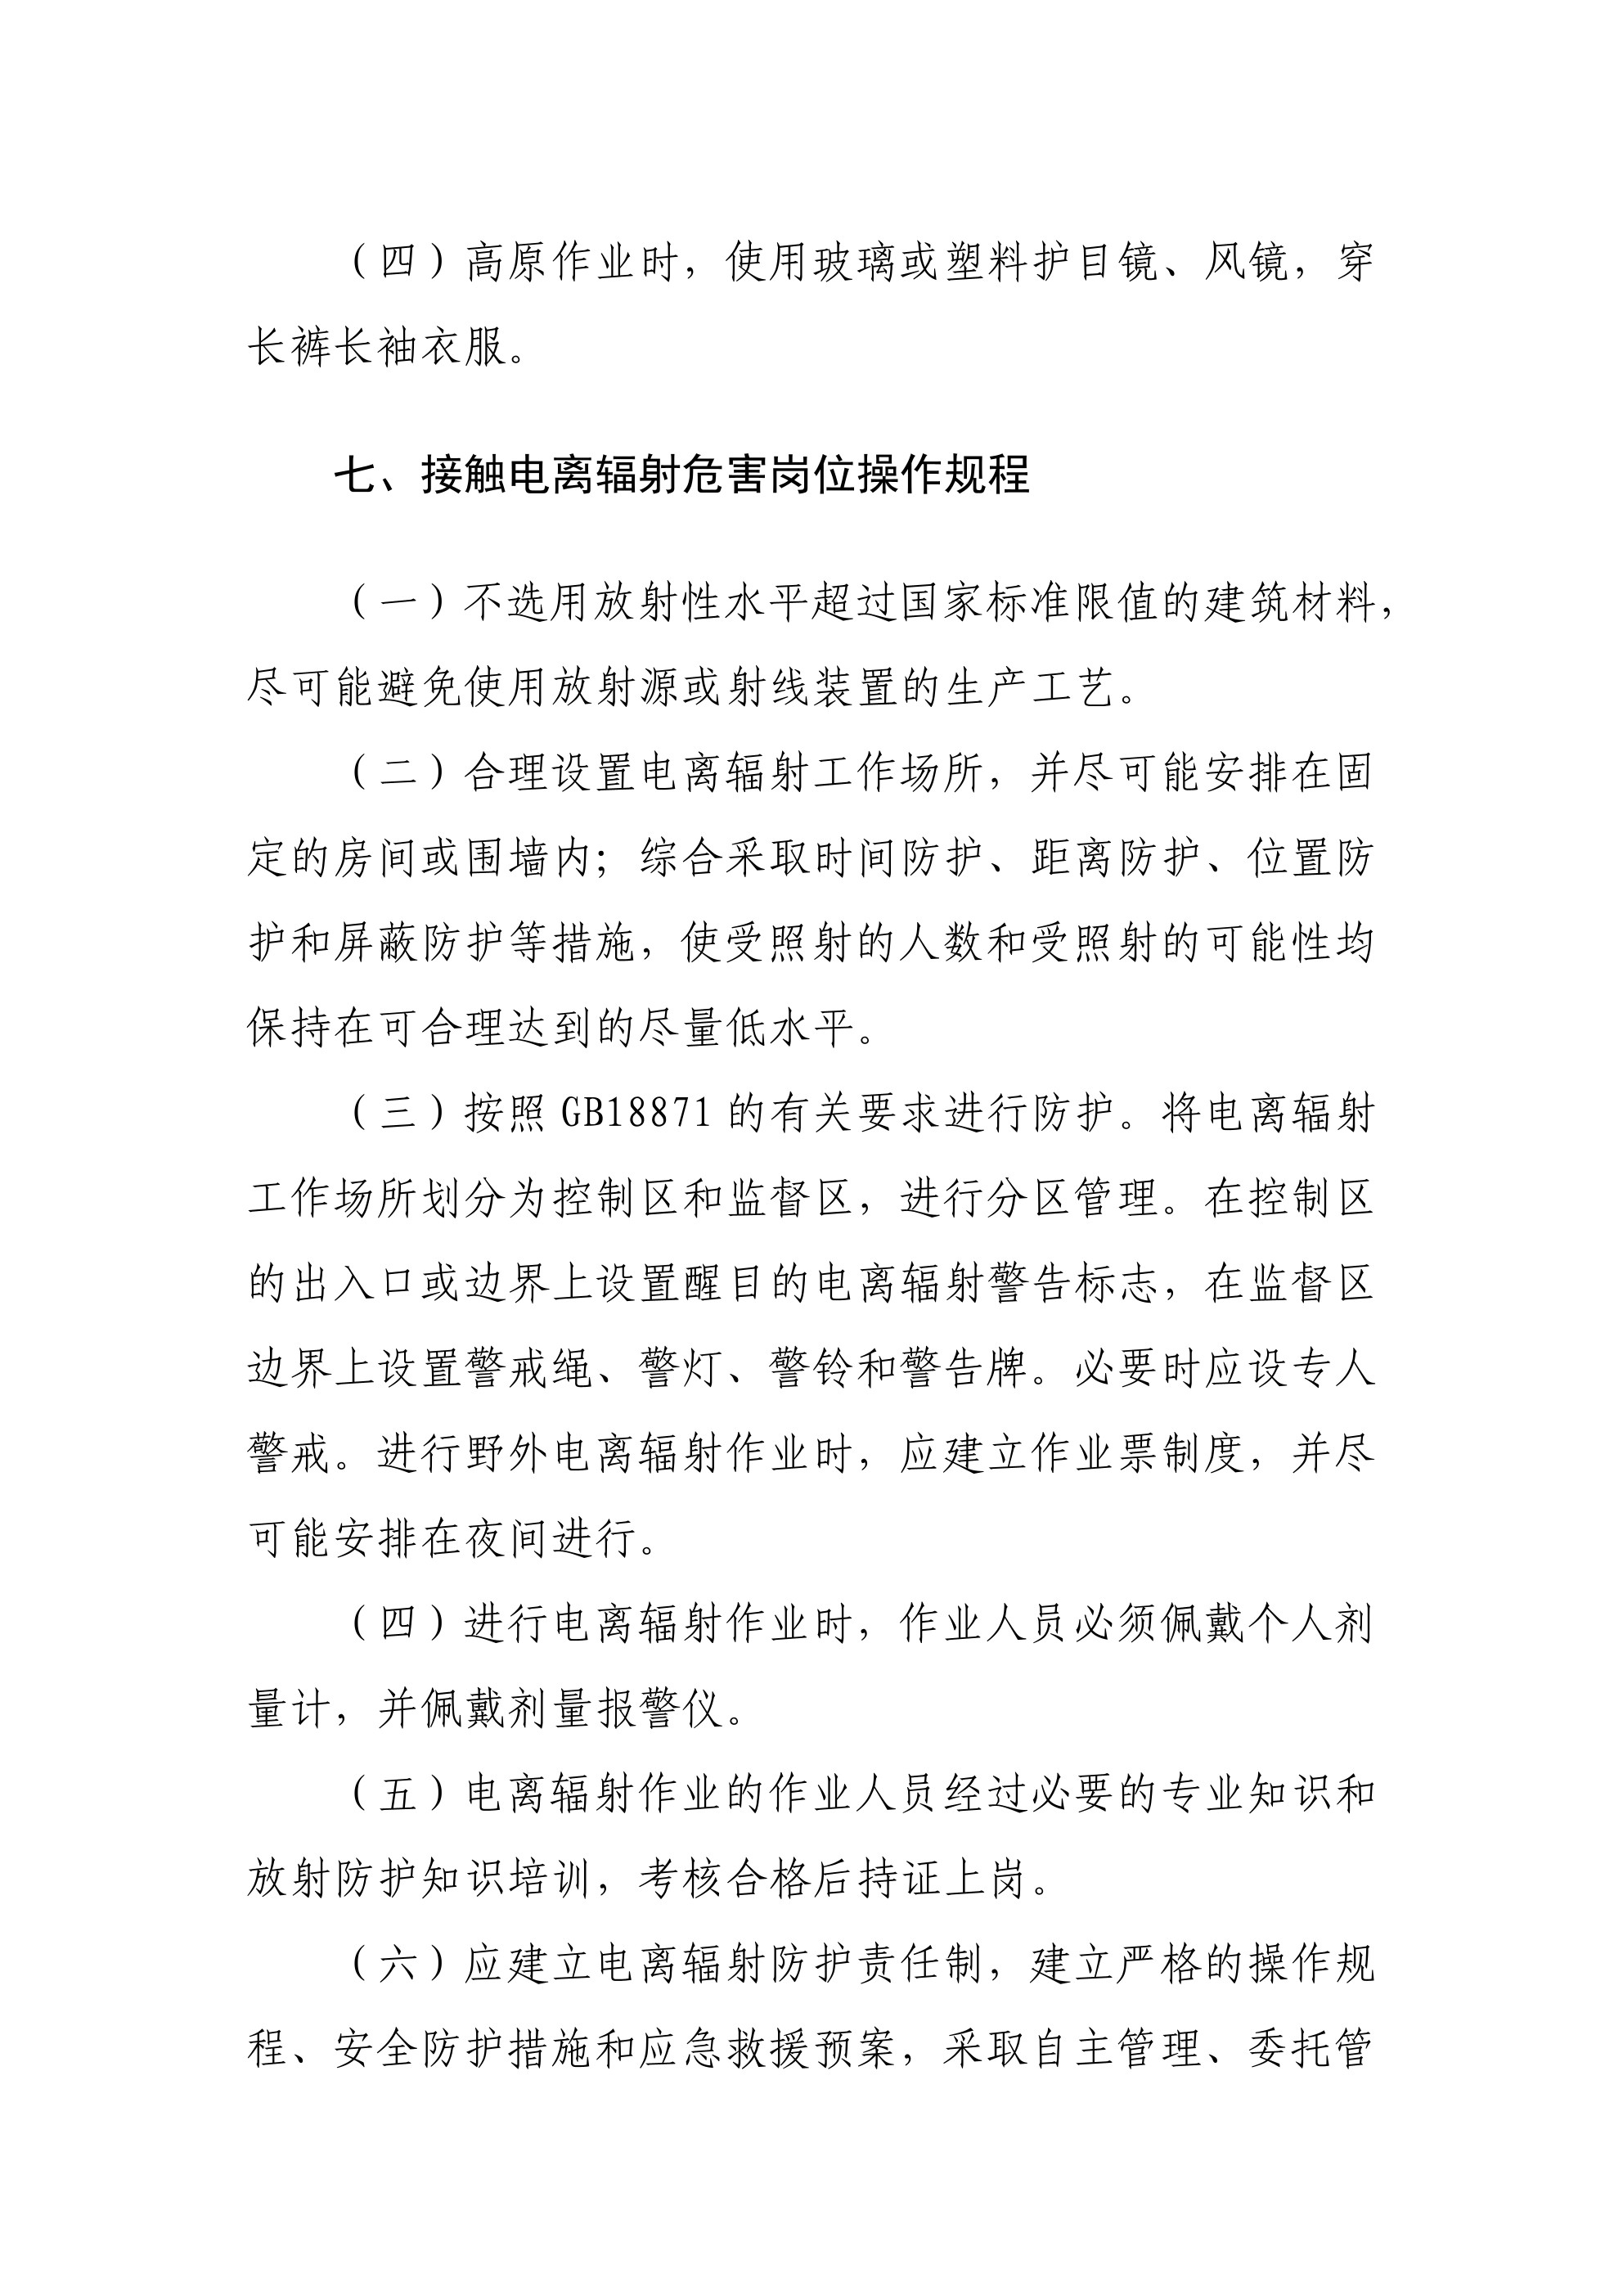 （四）高原作业时，使用玻璃或塑料护目镜、风镜，穿
长裤长袖衣服。
七、接触电离辐射危害岗位操作规程
（一）不选用放射性水平超过国家标准限值的建筑材料，
尽可能避免使用放射源或射线装置的生产工艺。
（二）合理设置电离辐射工作场所，并尽可能安排在固
定的房间或围墙内；综合采取时间防护、距离防护、位置防
护和屏蔽防护等措施，使受照射的人数和受照射的可能性均
保持在可合理达到的尽量低水平。
（三）按照 GB18871 的有关要求进行防护。将电离辐射
工作场所划分为控制区和监督区，进行分区管理。在控制区
的出入口或边界上设置醒目的电离辐射警告标志，在监督区
边界上设置警戒绳、警灯、警铃和警告牌。必要时应设专人
警戒。进行野外电离辐射作业时，应建立作业票制度，并尽
可能安排在夜间进行。
（四）进行电离辐射作业时，作业人员必须佩戴个人剂
量计，并佩戴剂量报警仪。
（五）电离辐射作业的作业人员经过必要的专业知识和
放射防护知识培训，考核合格后持证上岗。
（六）应建立电离辐射防护责任制，建立严格的操作规
程、安全防护措施和应急救援预案，采取自主管理、委托管